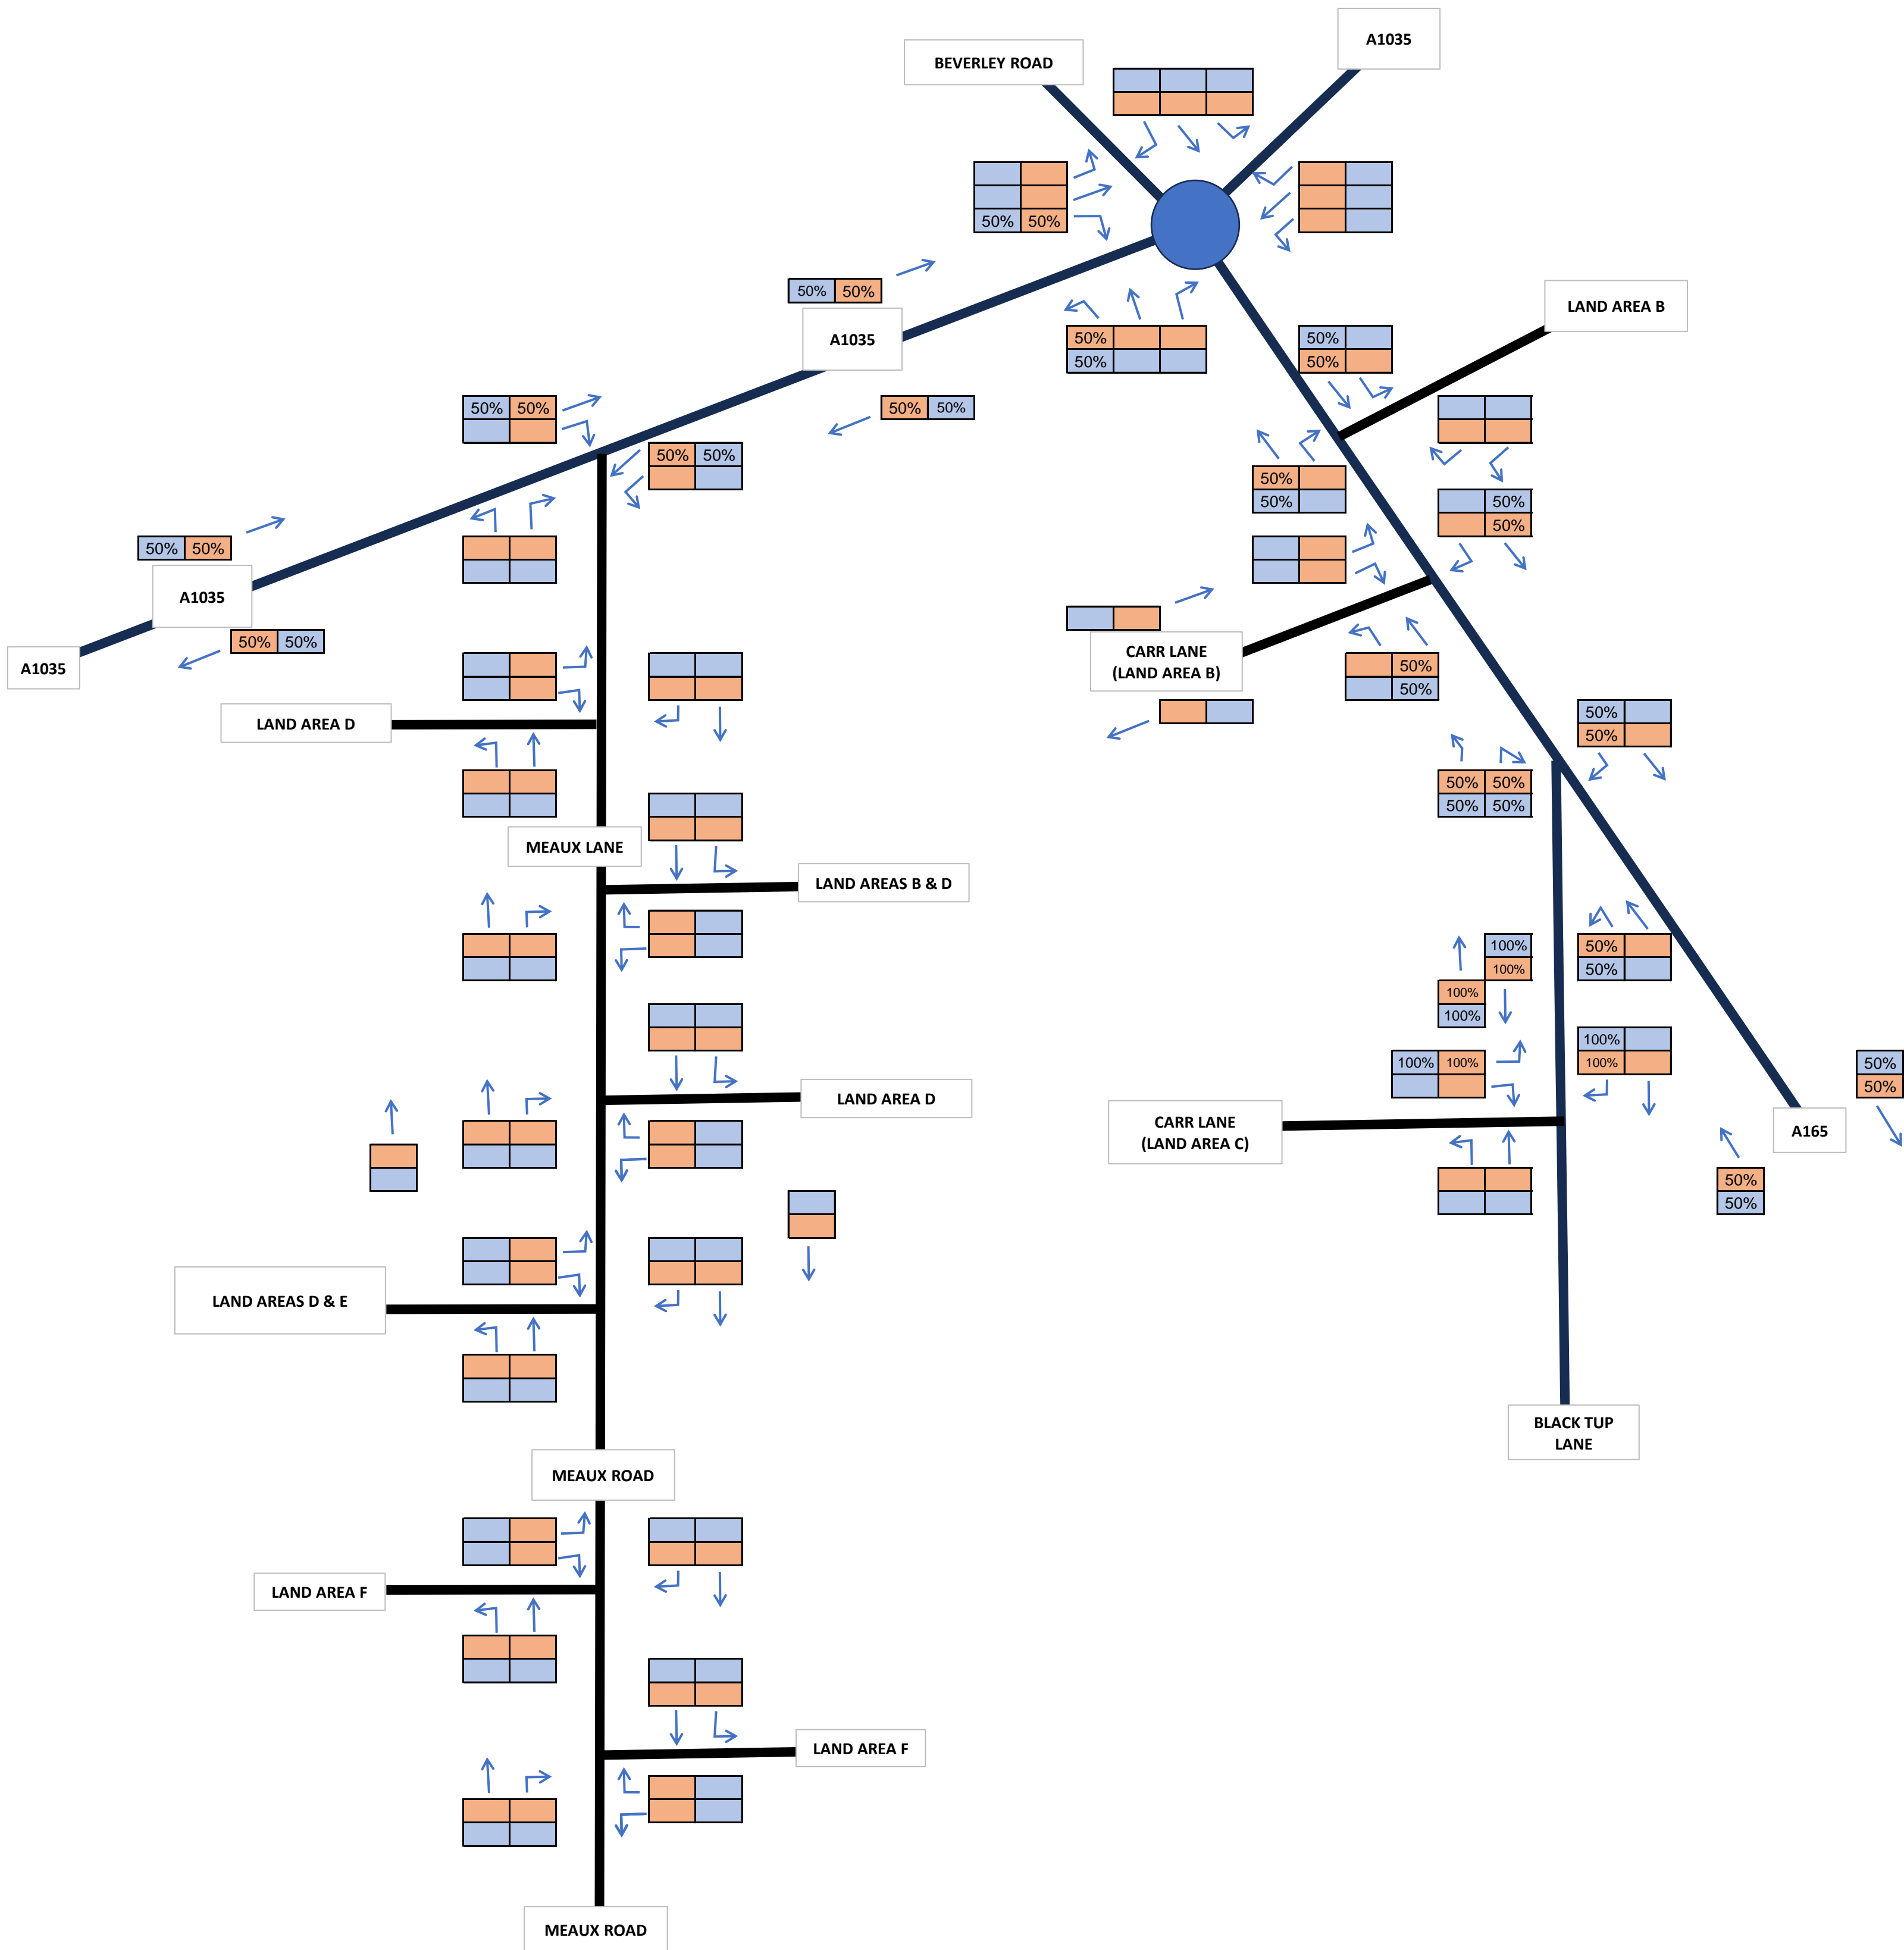 A1035
BEVERLEY ROAD
50% 50%
50% 50%
A1035
LAND AREA B
50%
50%
50%
50%
50% 50%
50% 50%
50% 50%
50%
50%
50%
50%
50% 50%
A1035
50% 50%
A1035
CARR LANE
(LAND AREA B)
50%
50%
LAND AREA D
50%
50%
50% 50%
50% 50%
MEAUX LANE
LAND AREAS B & D
100%
100%
100%
100%
50%
50%
100% 100%
100%
100%
50%
50%
LAND AREA D
CARR LANE
(LAND AREA C)
A165
50%
50%
LAND AREAS D & E
BLACK TUP
LANE
MEAUX ROAD
LAND AREA F
LAND AREA F
MEAUX ROAD